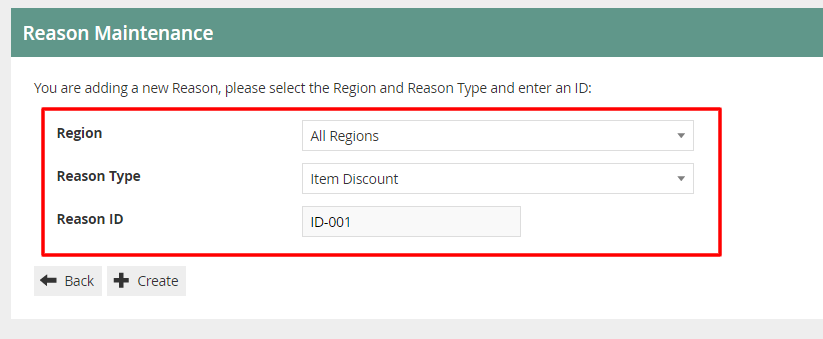 Reason Maintenance
You are adding a new Reason, please select the Region and Reason Type and enter an ID:
Region All Regions
Reason Type Item Discount
Reason ID ID-001
Back Create